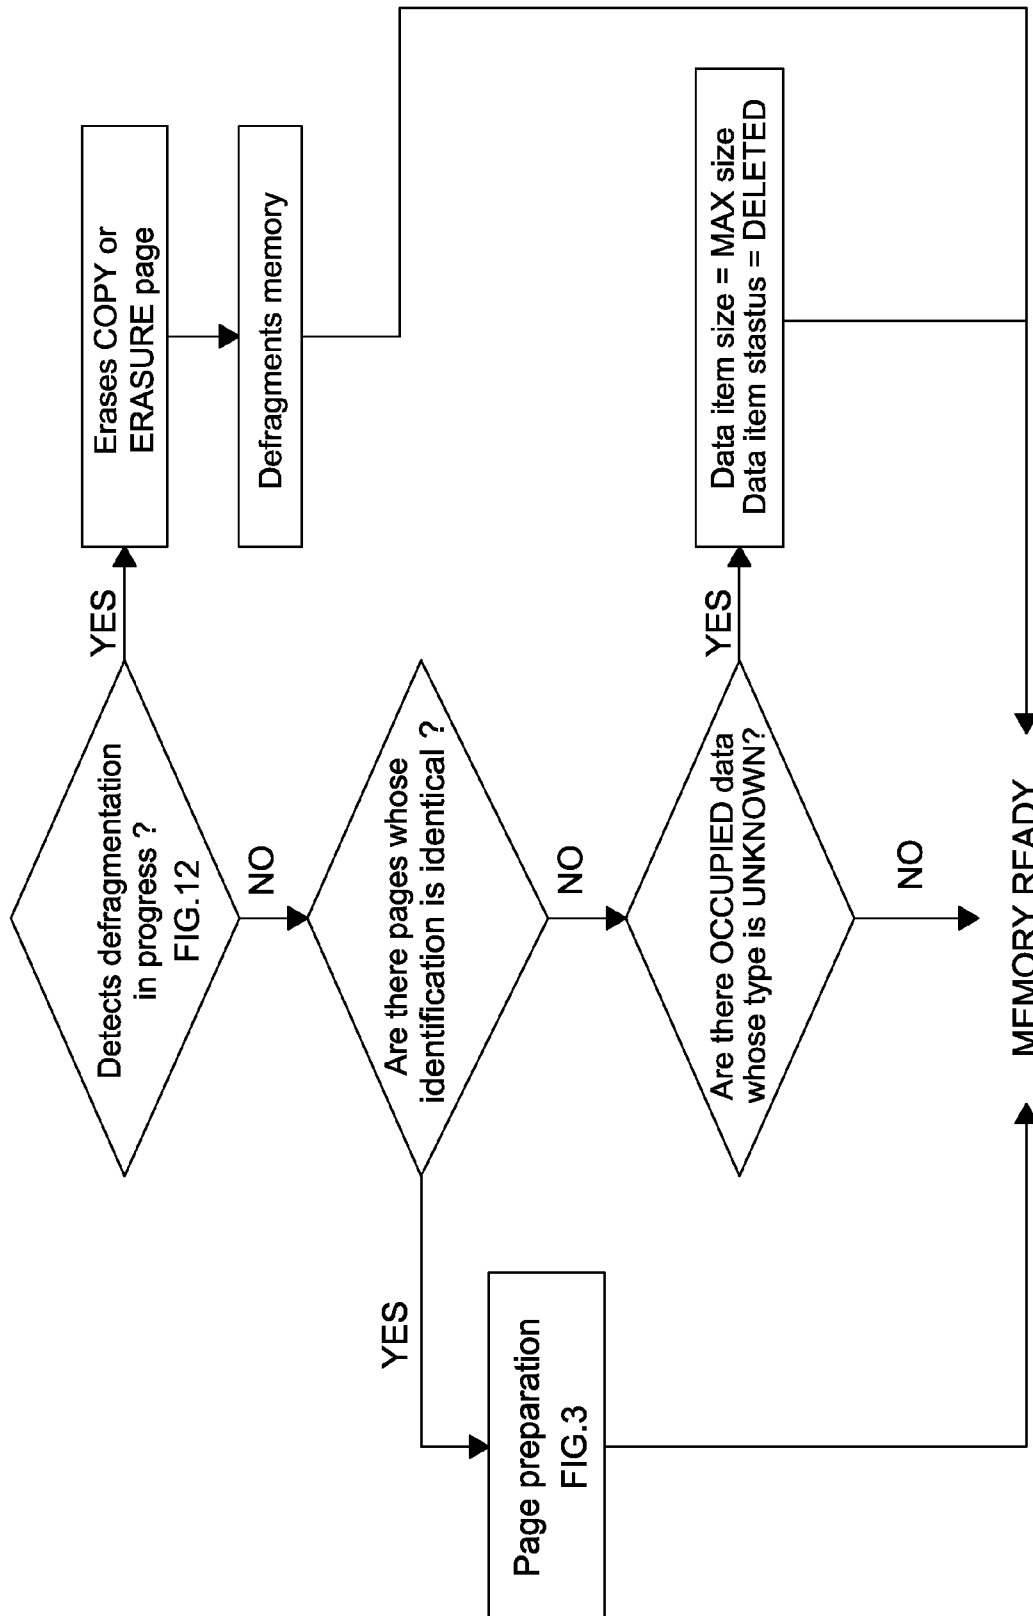 Detects defragmentation
in progress ?
FIG.12
YES
Erases COPY or
ERASURE page
Defragments memory
NO
Are there pages whose
identification is identical ?
YES
Page preparation
FIG.3
NO
Are there OCCUPIED data
whose type is UNKNOWN?
YES
Data item size = MAX size
Data item stastus = DELETED
NO
MEMORY READY